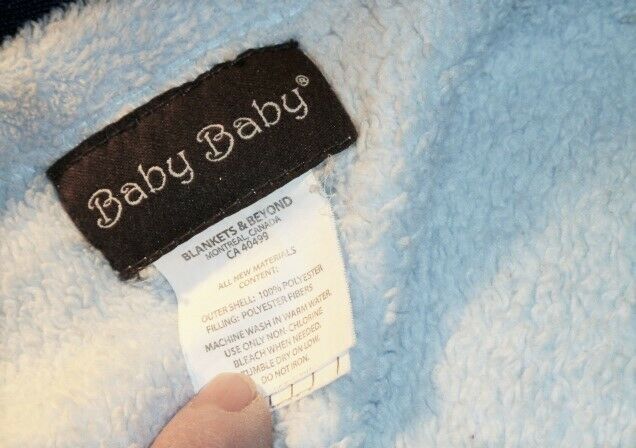 Baby Baby®
BLANKETS & BEYOND
MONTREAL, CANADA
CA 40499
ALL NEW MATERIALS
CONTENT:
OUTER SHELL: 100% POLYESTER
FILLING: POLYESTER FIBERS
MACHINE WASH IN WARM WATER.
USE ONLY NON-CHLORINE
BLEACH WHEN NEEDED.
TUMBLE DRY ON LOW.
DO NOT IRON.